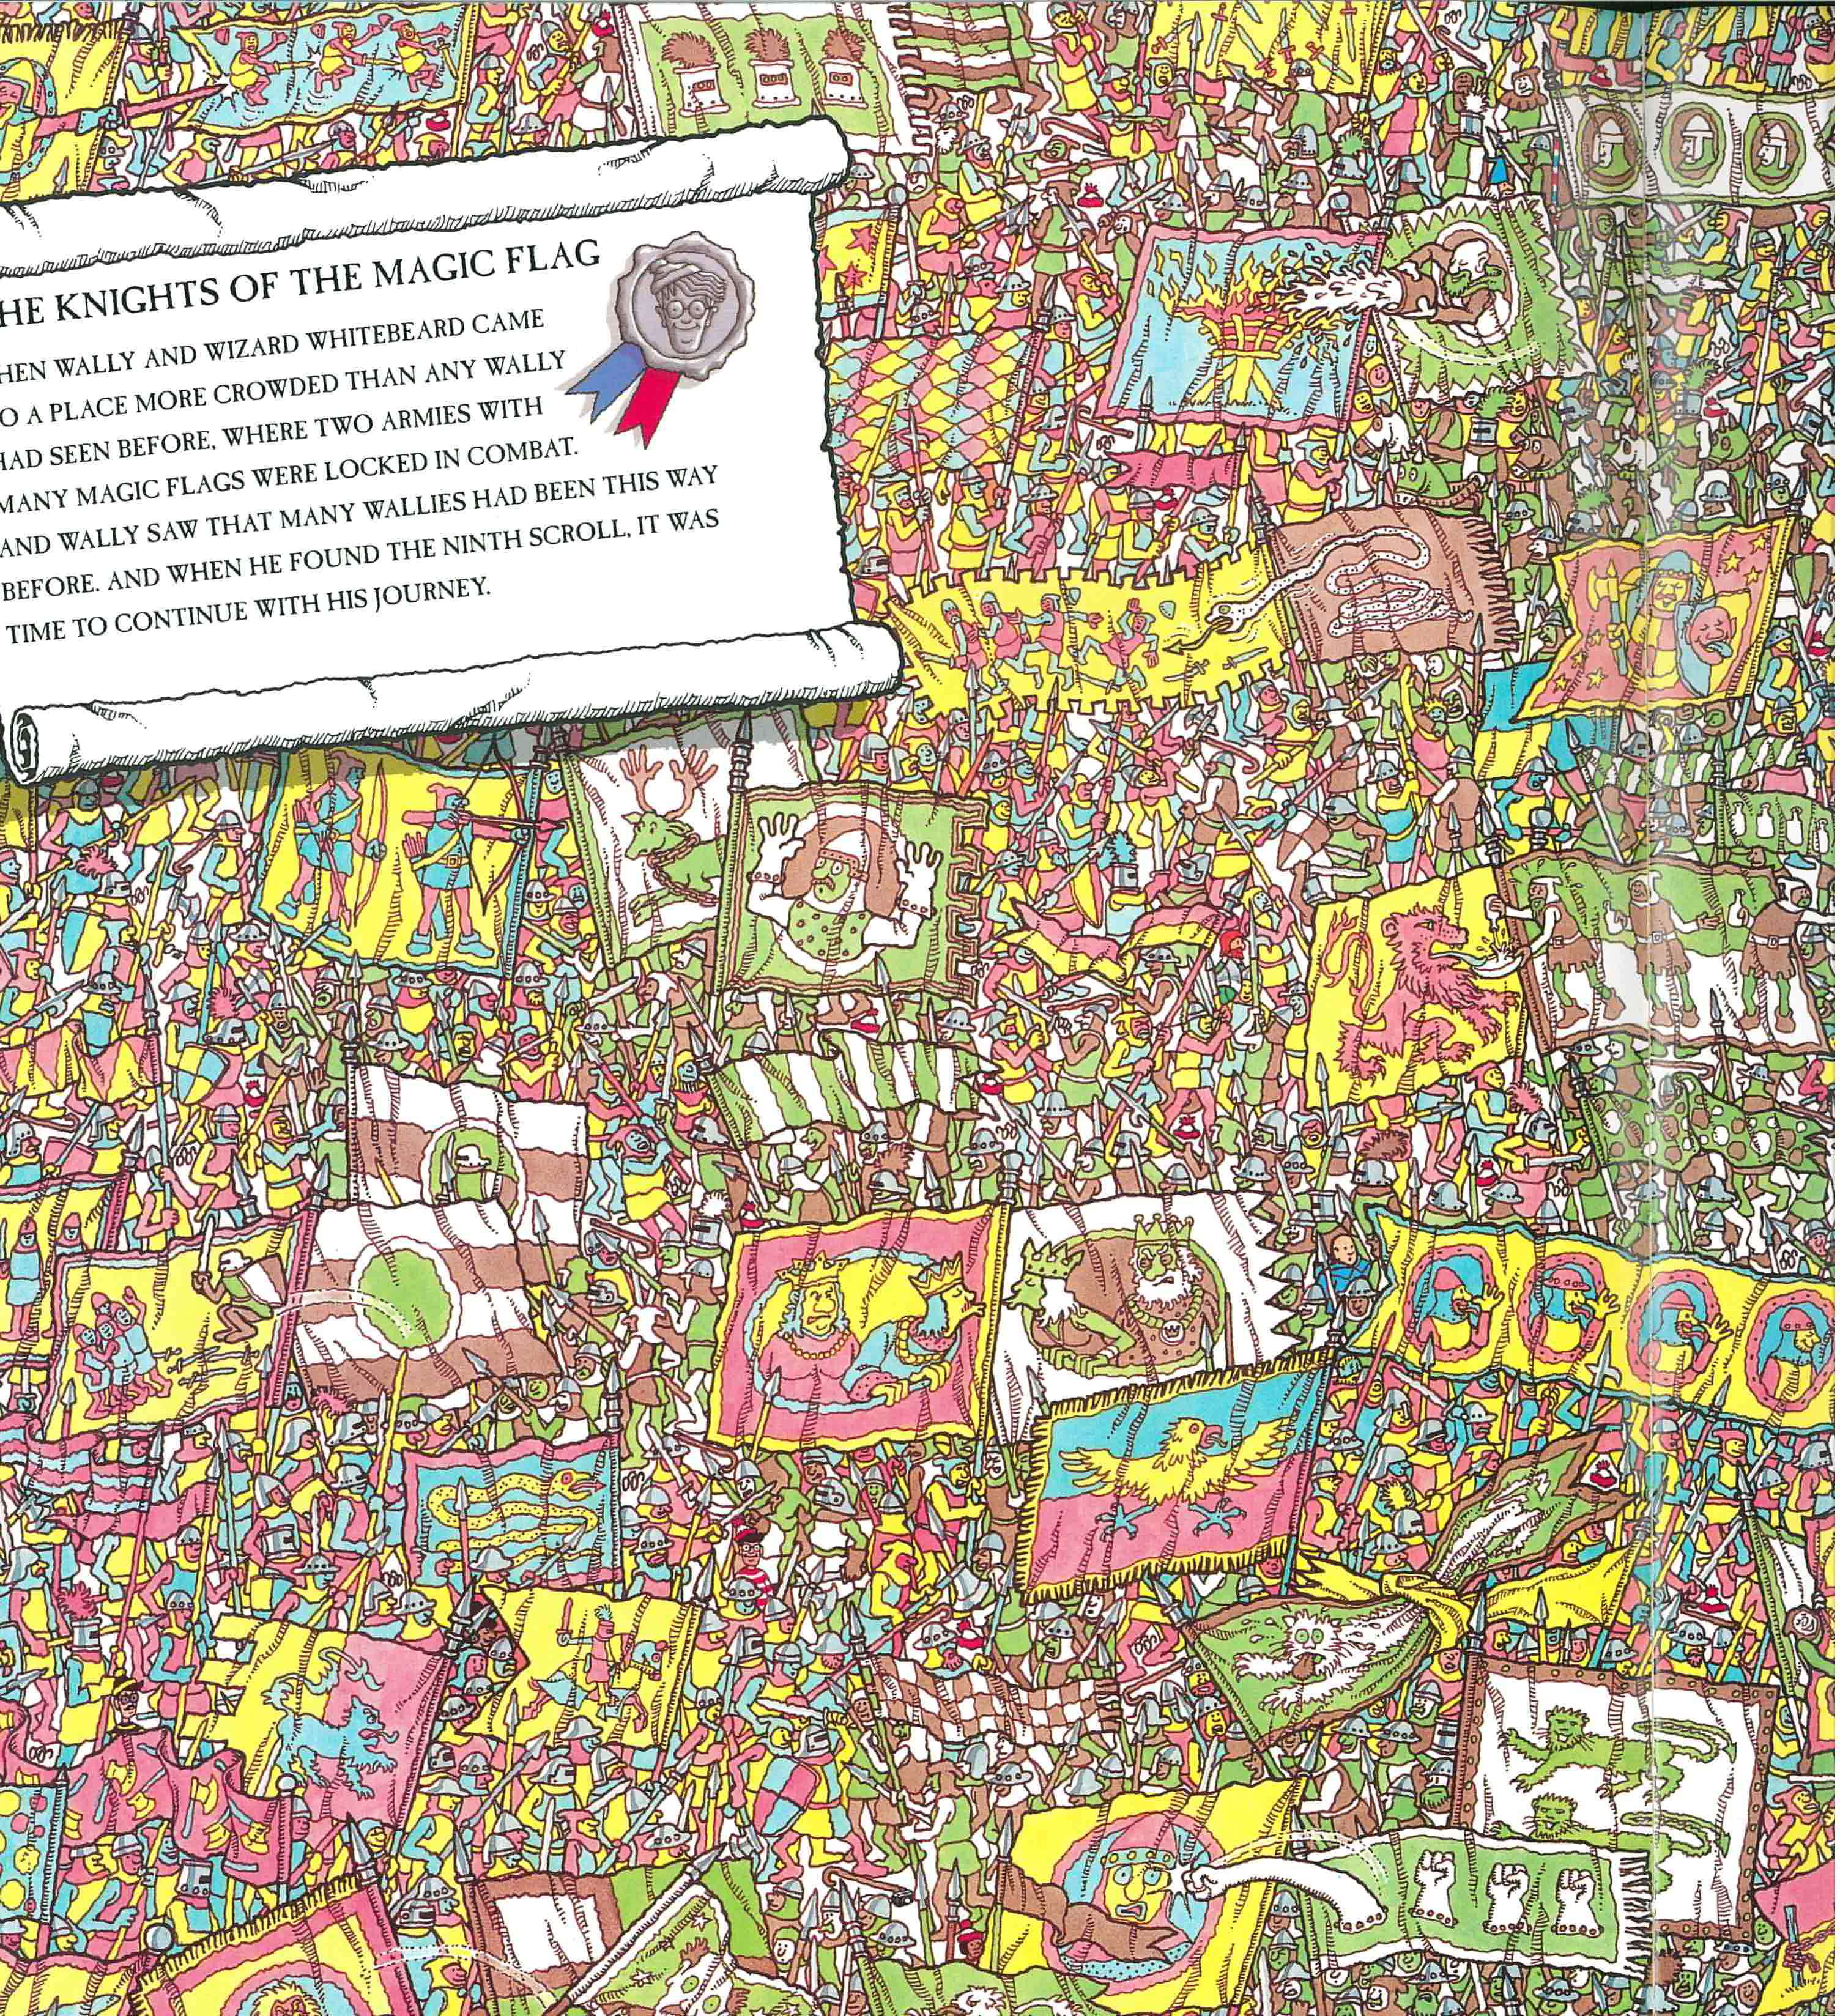 HE KNIGHTS OF THE MAGIC FLAG
HEN WALLY AND WIZARD WHITEBEARD CAME
O A PLACE MORE CROWDED THAN ANY WALLY
HAD SEEN BEFORE, WHERE TWO ARMIES WITH
MANY MAGIC FLAGS WERE LOCKED IN COMBAT.
AND WALLY SAW THAT MANY WALLIES HAD BEEN THIS WAY
BEFORE. AND WHEN HE FOUND THE NINTH SCROLL, IT WAS
TIME TO CONTINUE WITH HIS JOURNEY.